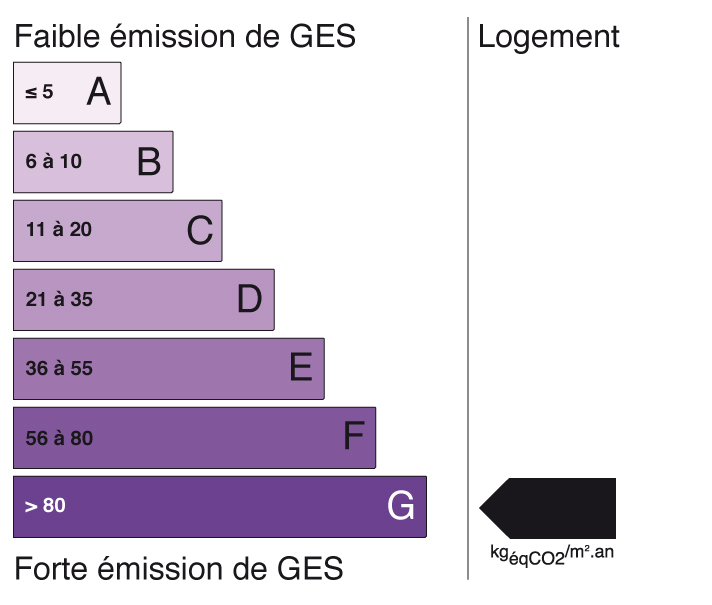 Faible émission de GES
Logement
≤ 5 A
6 à 10 B
11 à 20 C
21 à 35 D
36 à 55 E
56 à 80 F
> 80 G
kgéqCO2/m².an
Forte émission de GES